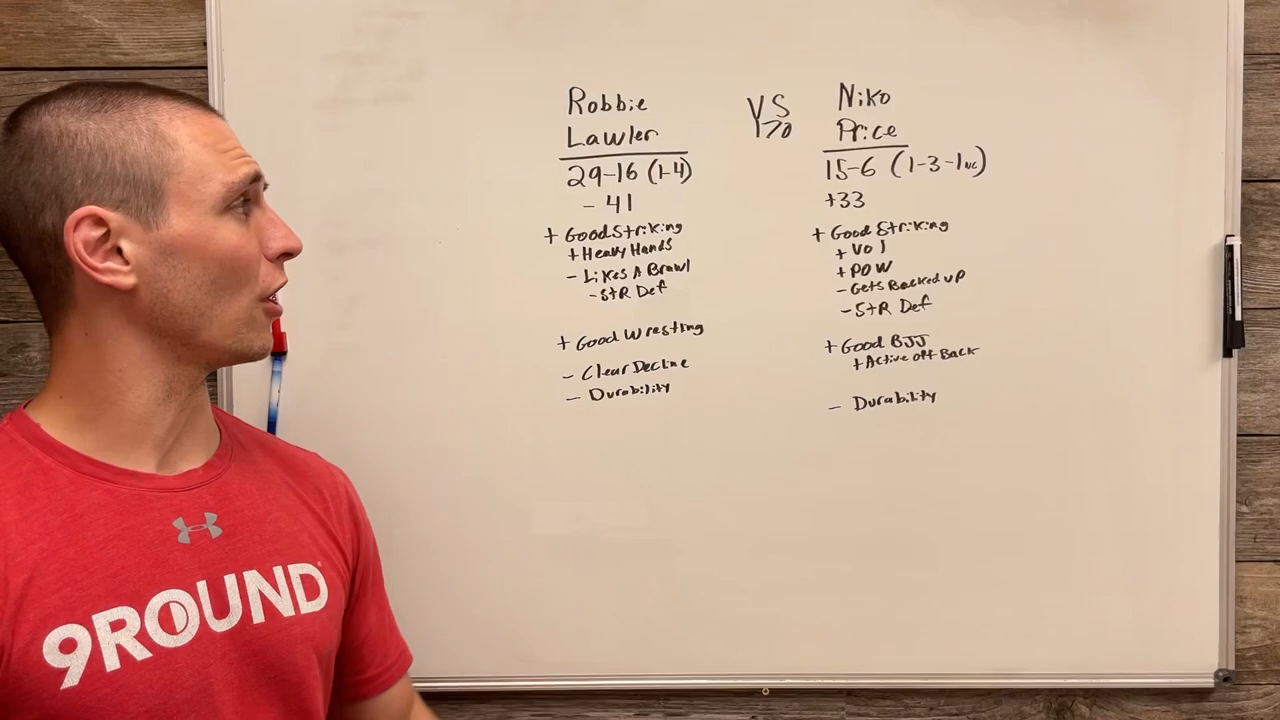 Robbie
Lawler
29-16 (1-4)
- 41
+ Good Striking
+ Heavy Hands
- Likes A Brawl
- StR Def
+ Good Wrestling
- Clear Decline
- Durability
VS
170
Niko
Price
15-6 (1-3-1NC)
+33
+ Good Striking
+ Vol
+ POW
- Gets Backed up
- StR Def
+ Good BJJ
+ Active off Back
- Durability
9ROUND